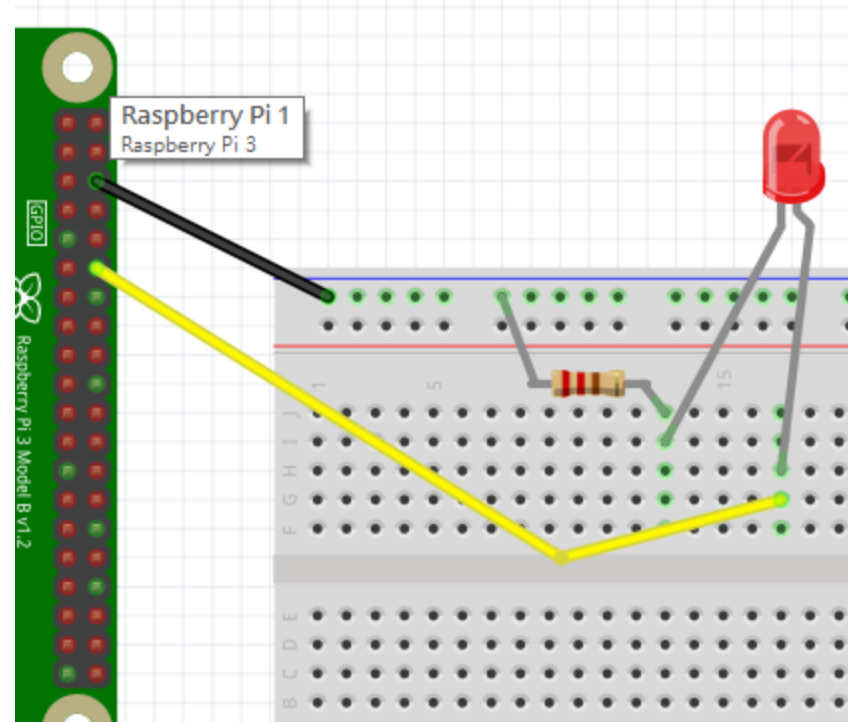 Raspberry Pi 1
Raspberry Pi 3
GPIO
Raspberry Pi 3 Model B v1.2
1
5
15
J
I
H
G
F
E
D
C
B